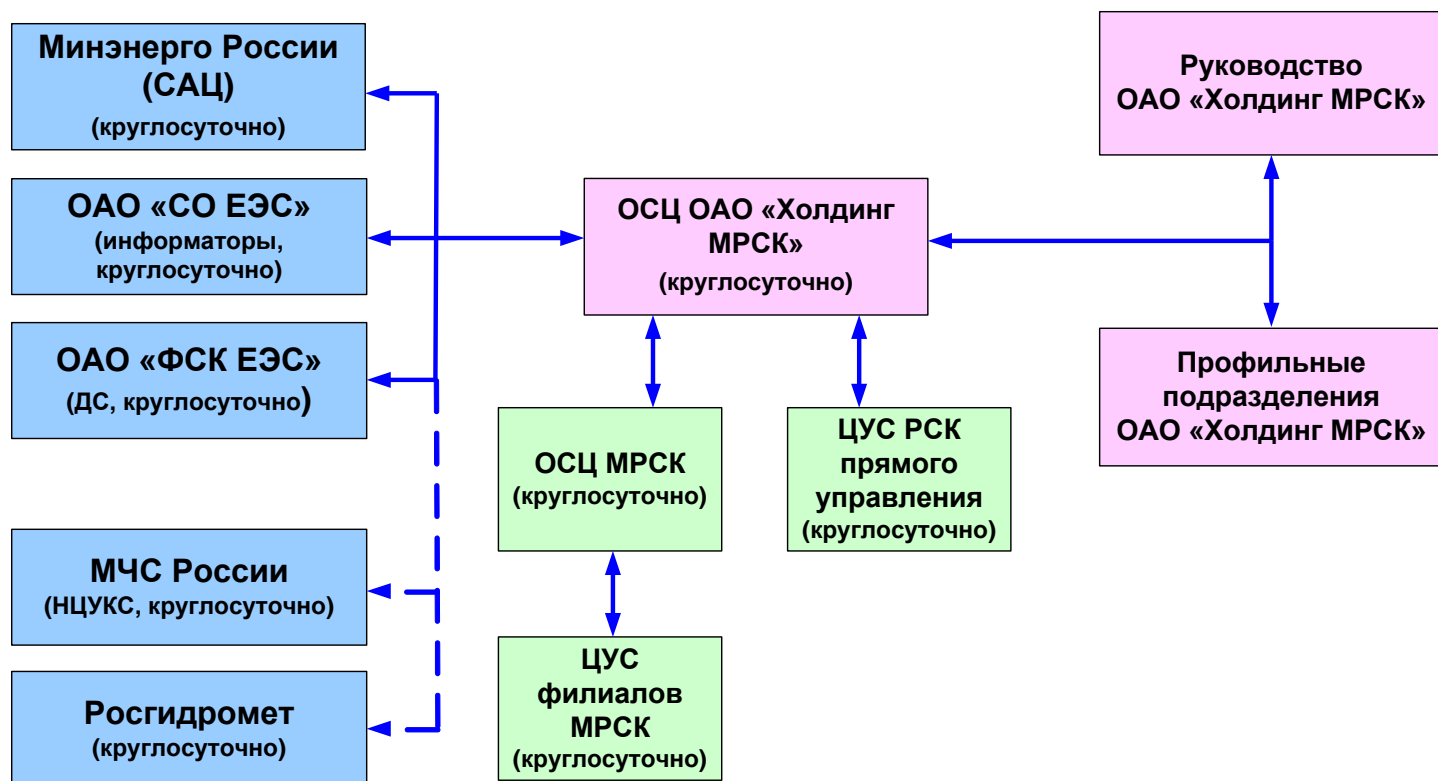 Минэнерго России
(САЦ)
(круглосуточно)
ОАО «СО ЕЭС»
(информаторы,
круглосуточно)
ОАО «ФСК ЕЭС»
(ДС, круглосуточно)
МЧС России
(НЦУКС, круглосуточно)
Росгидромет
(круглосуточно)
ОСЦ ОАО «Холдинг
МРСК»
(круглосуточно)
ОСЦ МРСК
(круглосуточно)
ЦУС
филиалов
МРСК
(круглосуточно)
ЦУС РСК
прямого
управления
(круглосуточно)
Руководство
ОАО «Холдинг МРСК»
Профильные
подразделения
ОАО «Холдинг МРСК»